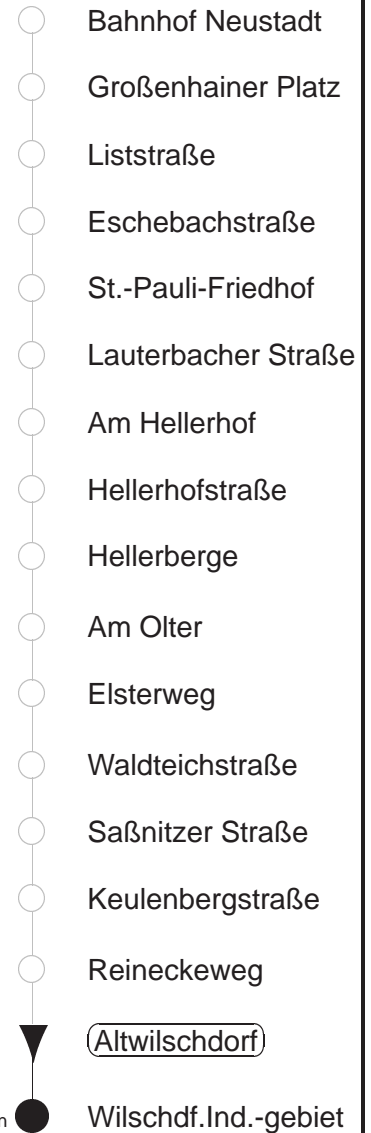 Bahnhof Neustadt
Großenhainer Platz
Liststraße
Eschebachstraße
St.-Pauli-Friedhof
Lauterbacher Straße
Am Hellerhof
Hellerhofstraße
Hellerberge
Am Olter
Elsterweg
Waldteichstraße
Saßnitzer Straße
Keulenbergstraße
Reineckeweg
Altwilschdorf
Wilschdf.Ind.-gebiet